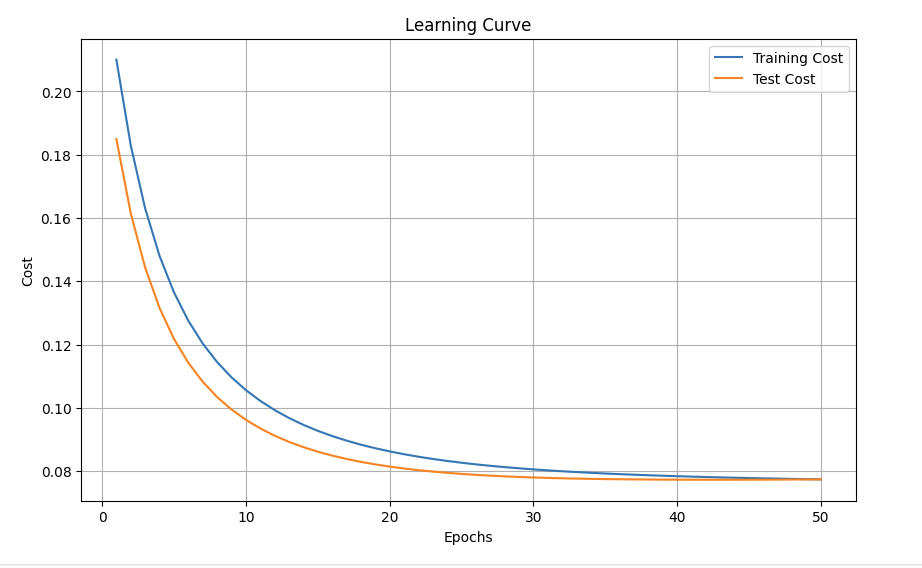 Learning Curve
Training Cost
Test Cost
0.20
0.18
0.16
0.14
0.12
0.10
0.08
Cost
0 10 20 30 40 50
Epochs